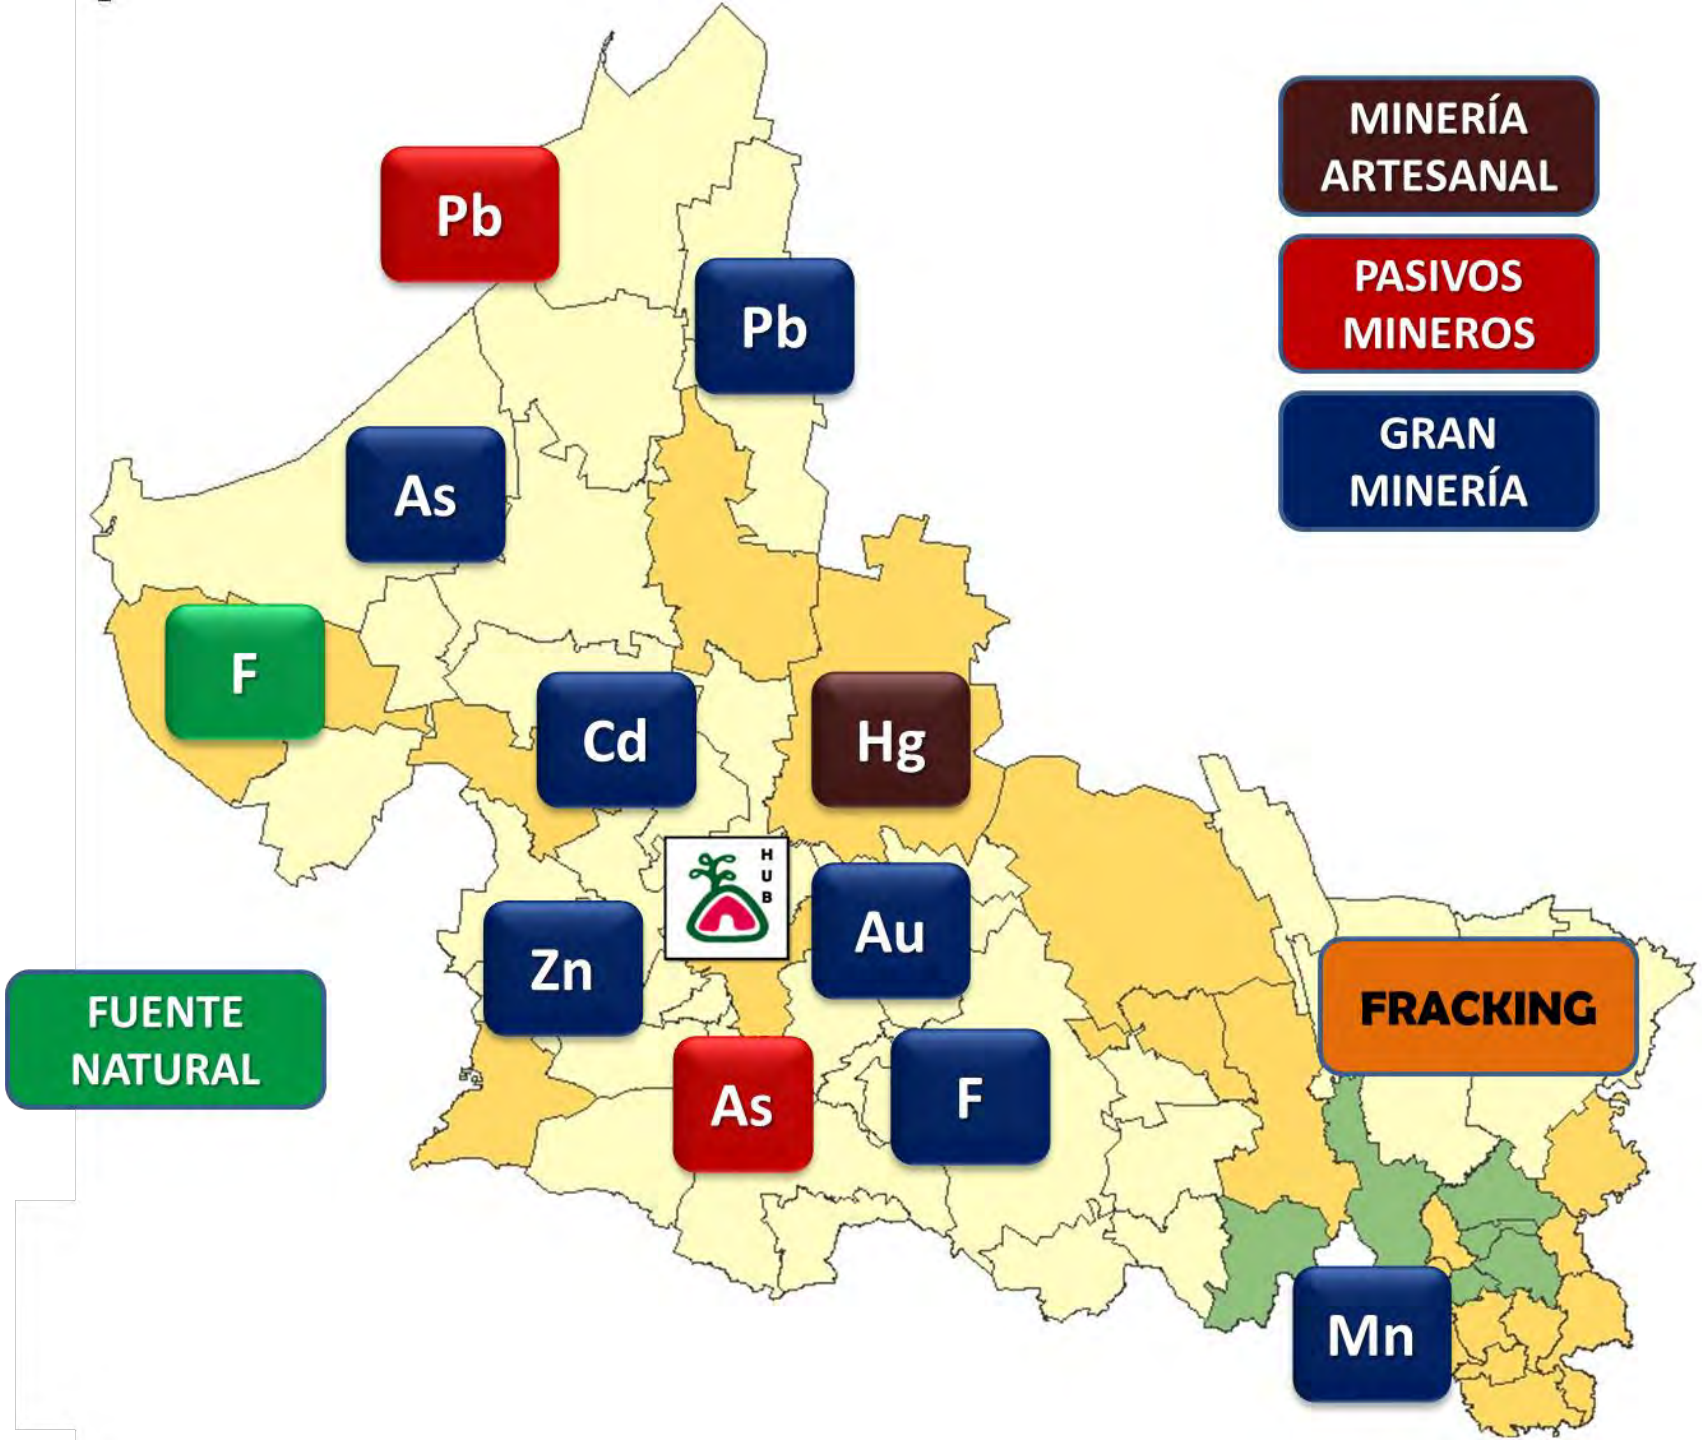 MINERÍA
ARTESANAL
Pb
PASIVOS
MINEROS
Pb
GRAN
MINERÍA
As
F
Cd
Hg
H
U
B
Au
Zn
FRACKING
FUENTE
NATURAL
As
F
Mn